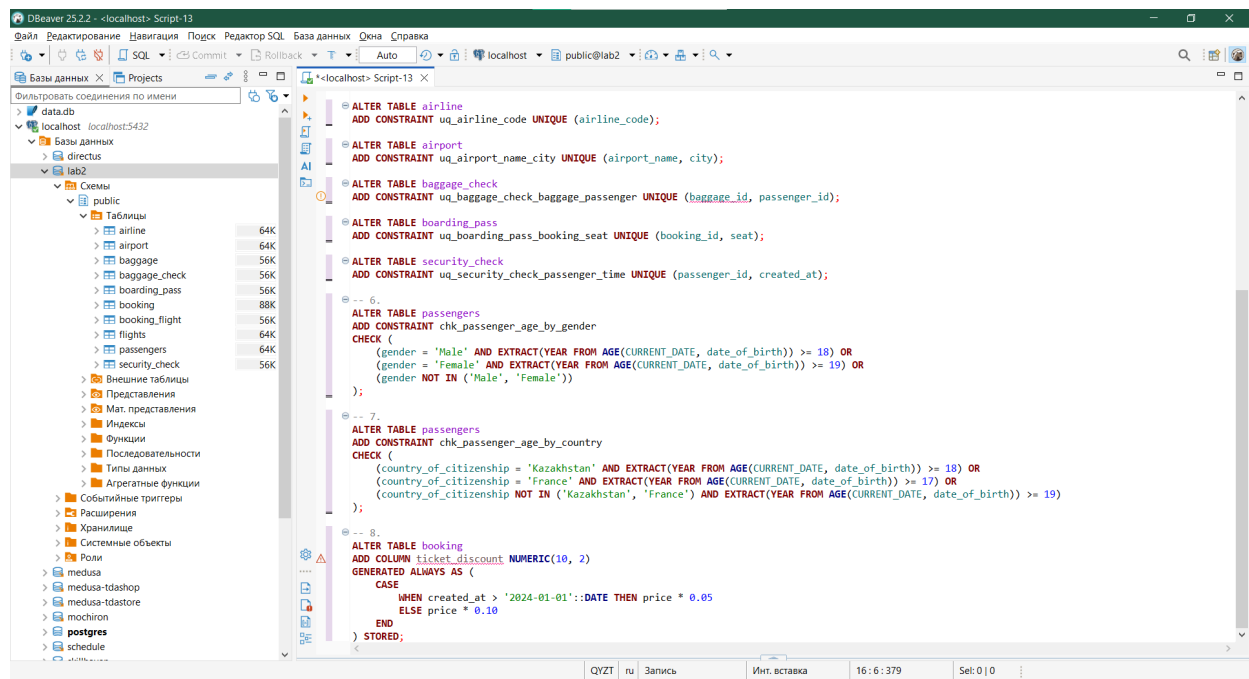 DBeaver 25.2.2 - <localhost> Script-13
Файл Редактирование Навигация Поиск Редактор SQL База данных Окна Справка
SQL Commit Rollback T Auto localhost public@lab2
Базы данных Projects
*<localhost> Script-13
Фильтровать соединения по имени
data.db
localhost localhost:5432
Базы данных
directus
lab2
Схемы
public
Таблицы
airline 64K
airport 64K
baggage 56K
baggage_check 56K
boarding_pass 56K
booking 88K
booking_flight 56K
flights 64K
passengers 64K
security_check 56K
Внешние таблицы
Представления
Мат. представления
Индексы
Функции
Последовательности
Типы данных
Агрегатные функции
Событийные триггеры
Расширения
Хранилище
Системные объекты
Роли
medusa
medusa-tdashop
medusa-tdastore
mochiron
postgres
schedule
AI
ALTER TABLE airline
ADD CONSTRAINT uq_airline_code UNIQUE (airline_code);
ALTER TABLE airport
ADD CONSTRAINT uq_airport_name_city UNIQUE (airport_name, city);
ALTER TABLE baggage_check
ADD CONSTRAINT uq_baggage_check_baggage_passenger UNIQUE (baggage_id, passenger_id);
ALTER TABLE boarding_pass
ADD CONSTRAINT uq_boarding_pass_booking_seat UNIQUE (booking_id, seat);
ALTER TABLE security_check
ADD CONSTRAINT uq_security_check_passenger_time UNIQUE (passenger_id, created_at);
-- 6.
ALTER TABLE passengers
ADD CONSTRAINT chk_passenger_age_by_gender
CHECK (
(gender = 'Male' AND EXTRACT(YEAR FROM AGE(CURRENT_DATE, date_of_birth)) >= 18) OR
(gender = 'Female' AND EXTRACT(YEAR FROM AGE(CURRENT_DATE, date_of_birth)) >= 19) OR
(gender NOT IN ('Male', 'Female'))
);
-- 7.
ALTER TABLE passengers
ADD CONSTRAINT chk_passenger_age_by_country
CHECK (
(country_of_citizenship = 'Kazakhstan' AND EXTRACT(YEAR FROM AGE(CURRENT_DATE, date_of_birth)) >= 18) OR
(country_of_citizenship = 'France' AND EXTRACT(YEAR FROM AGE(CURRENT_DATE, date_of_birth)) >= 17) OR
(country_of_citizenship NOT IN ('Kazakhstan', 'France') AND EXTRACT(YEAR FROM AGE(CURRENT_DATE, date_of_birth)) >= 19)
);
-- 8.
ALTER TABLE booking
ADD COLUMN ticket_discount NUMERIC(10, 2)
GENERATED ALWAYS AS (
CASE
WHEN created_at > '2024-01-01'::DATE THEN price * 0.05
ELSE price * 0.10
END
) STORED;
QYZT ru Запись Инт. вставка 16 : 6 : 379 Sel: 0 | 0